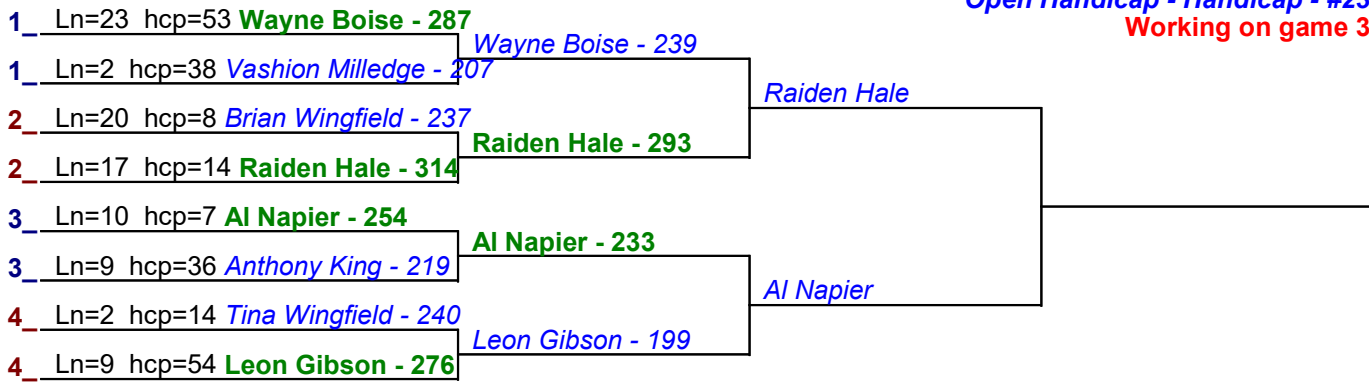 Open Handicap - Handicap - #23
Working on game 3
1_ Ln=23 hcp=53 Wayne Boise - 287
1_ Ln=2 hcp=38 Vashion Milledge - 207
2_ Ln=20 hcp=8 Brian Wingfield - 237
2_ Ln=17 hcp=14 Raiden Hale - 314
3_ Ln=10 hcp=7 Al Napier - 254
3_ Ln=9 hcp=36 Anthony King - 219
4_ Ln=2 hcp=14 Tina Wingfield - 240
4_ Ln=9 hcp=54 Leon Gibson - 276
Wayne Boise - 239
Raiden Hale - 293
Al Napier - 233
Leon Gibson - 199
Raiden Hale
Al Napier